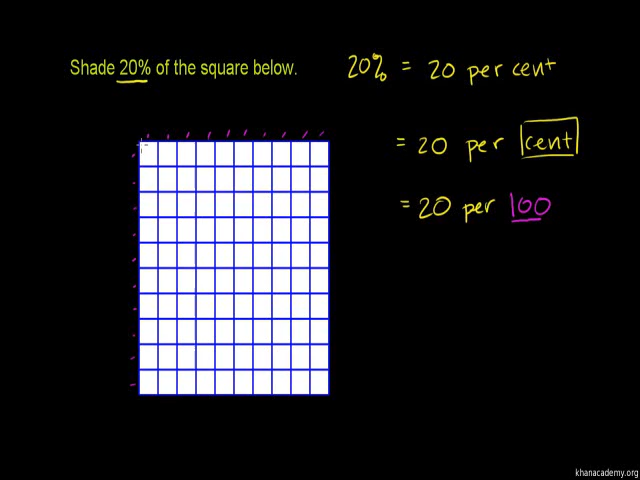 Shade 20% of the square below.
20% = 20 per cent
= 20 per cent
= 20 per 100
khanacademy.org